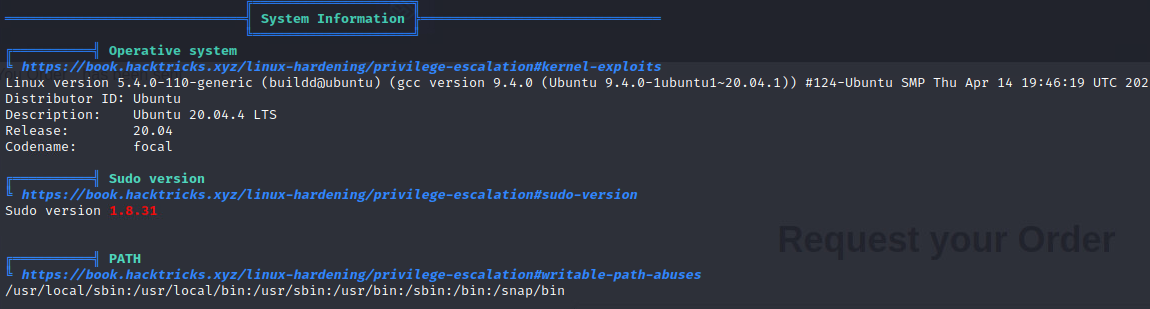 System Information
Operative system
https://book.hacktricks.xyz/linux-hardening/privilege-escalation#kernel-exploits
Linux version 5.4.0-110-generic (buildd@ubuntu) (gcc version 9.4.0 (Ubuntu 9.4.0-1ubuntu1~20.04.1)) #124-Ubuntu SMP Thu Apr 14 19:46:19 UTC 202
Distributor ID: Ubuntu
Description: Ubuntu 20.04.4 LTS
Release: 20.04
Codename: focal
Sudo version
https://book.hacktricks.xyz/linux-hardening/privilege-escalation#sudo-version
Sudo version 1.8.31
Request your Order
PATH
https://book.hacktricks.xyz/linux-hardening/privilege-escalation#writable-path-abuses
/usr/local/sbin:/usr/local/bin:/usr/sbin:/usr/bin:/sbin:/bin:/snap/bin